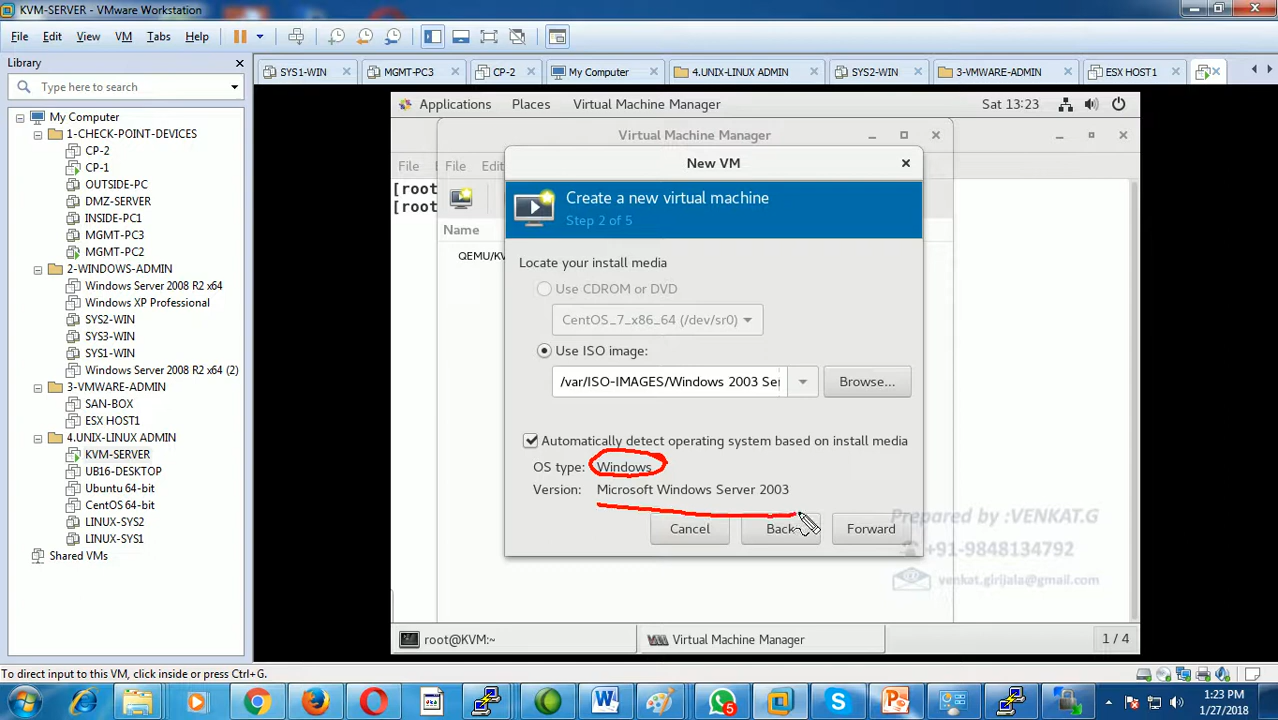 KVM-SERVER - VMware Workstation
File Edit View VM Tabs Help
Library
Type here to search
My Computer
1-CHECK-POINT-DEVICES
CP-2
CP-1
OUTSIDE-PC
DMZ-SERVER
INSIDE-PC1
MGMT-PC3
MGMT-PC2
2-WINDOWS-ADMIN
Windows Server 2008 R2 x64
Windows XP Professional
SYS2-WIN
SYS3-WIN
SYS1-WIN
Windows Server 2008 R2 x64 (2)
3-VMWARE-ADMIN
SAN-BOX
ESX HOST1
4.UNIX-LINUX ADMIN
KVM-SERVER
UB16-DESKTOP
Ubuntu 64-bit
CentOS 64-bit
LINUX-SYS2
LINUX-SYS1
Shared VMs
SYS1-WIN MGMT-PC3 CP-2 My Computer 4.UNIX-LINUX ADMIN SYS2-WIN 3-VMWARE-ADMIN ESX HOST1
Applications Places Virtual Machine Manager Sat 13:23
Virtual Machine Manager
File File Edi
[root
[root
Name
QEMU/KV
New VM
Create a new virtual machine
Step 2 of 5
Locate your install media
Use CDROM or DVD
CentOS_7_x86_64 (/dev/sr0)
Use ISO image:
/var/ISO-IMAGES/Windows 2003 Ser
Browse...
Automatically detect operating system based on install media
OS type: Windows
Version: Microsoft Windows Server 2003
Cancel Back Forward
Prepared by :VENKAT.G
+91-9848134792
venkat.girijala@gmail.com
root@KVM:~ Virtual Machine Manager 1 / 4
To direct input to this VM, click inside or press Ctrl+G.
5
1:23 PM
1/27/2018